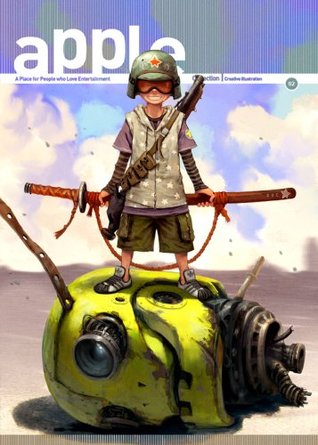 apple
A Place for People who Love Entertainment
Collection | Creative Illustration
02